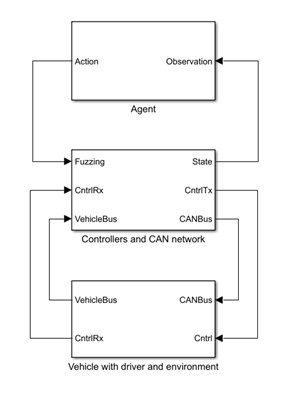 Action Observation
Agent
Fuzzing State
CntrlRx CntrlTx
VehicleBus CANBus
Controllers and CAN network
VehicleBus CANBus
CntrlRx Cntrl
Vehicle with driver and environment